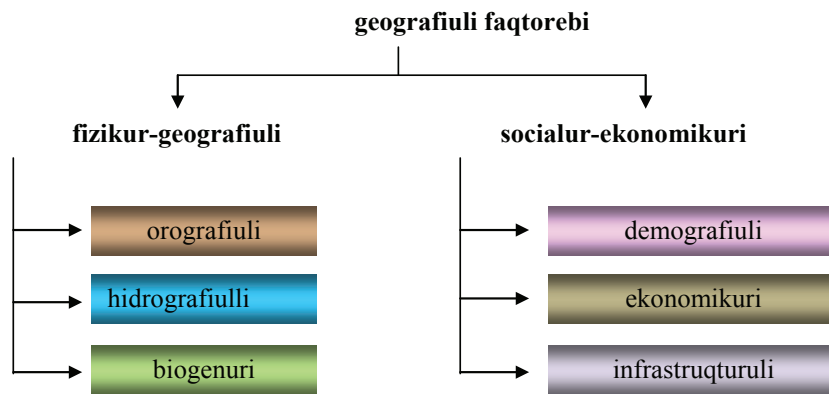 geografiuli faqtorebi
fizikur-geografiuli
socialur-ekonomikuri
orografiuli
demografiuli
hidrografiulli
ekonomikuri
biogenuri
infrastruqturuli